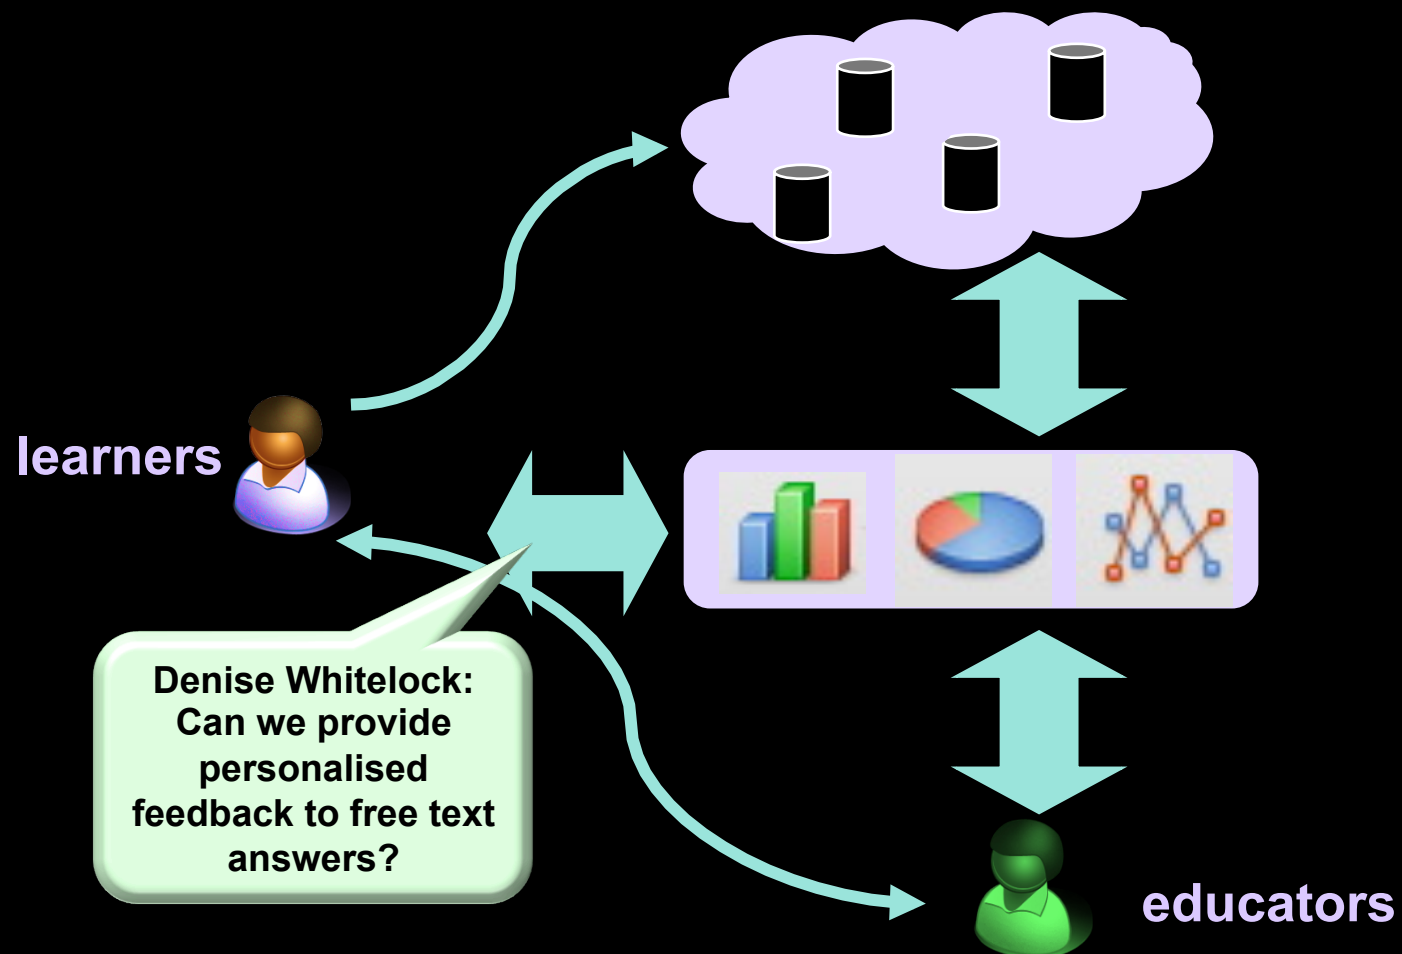 learners
Denise Whitelock:
Can we provide
personalised
feedback to free text
answers?
educators